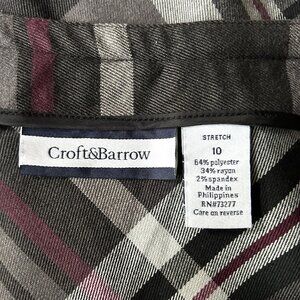 Croft&Barrow
STRETCH
10
64% polyester
34% rayon
2% spandex
Made in
Philippines
RN#73277
Care on reverse